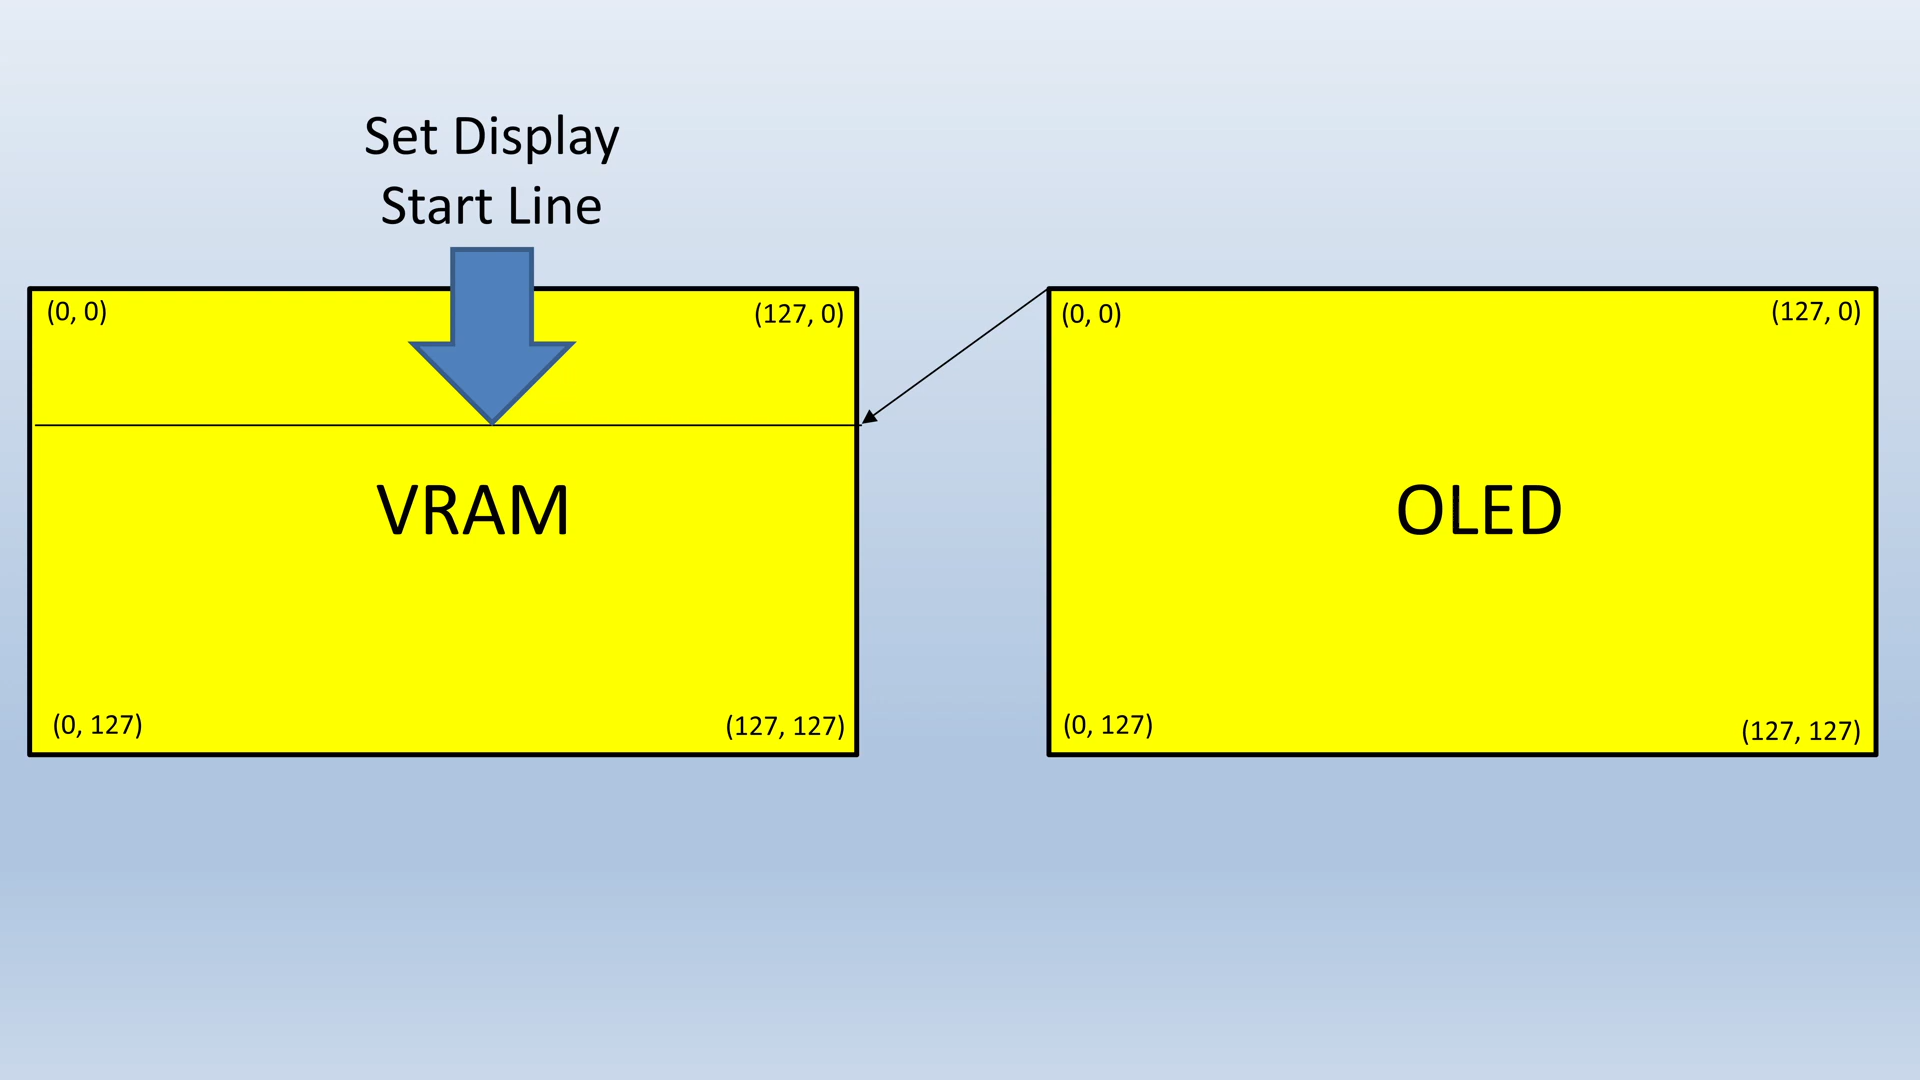 Set Display
Start Line
(0, 0)
(127, 0)
VRAM
(0, 127)
(127, 127)
(0, 0)
(127, 0)
OLED
(0, 127)
(127, 127)